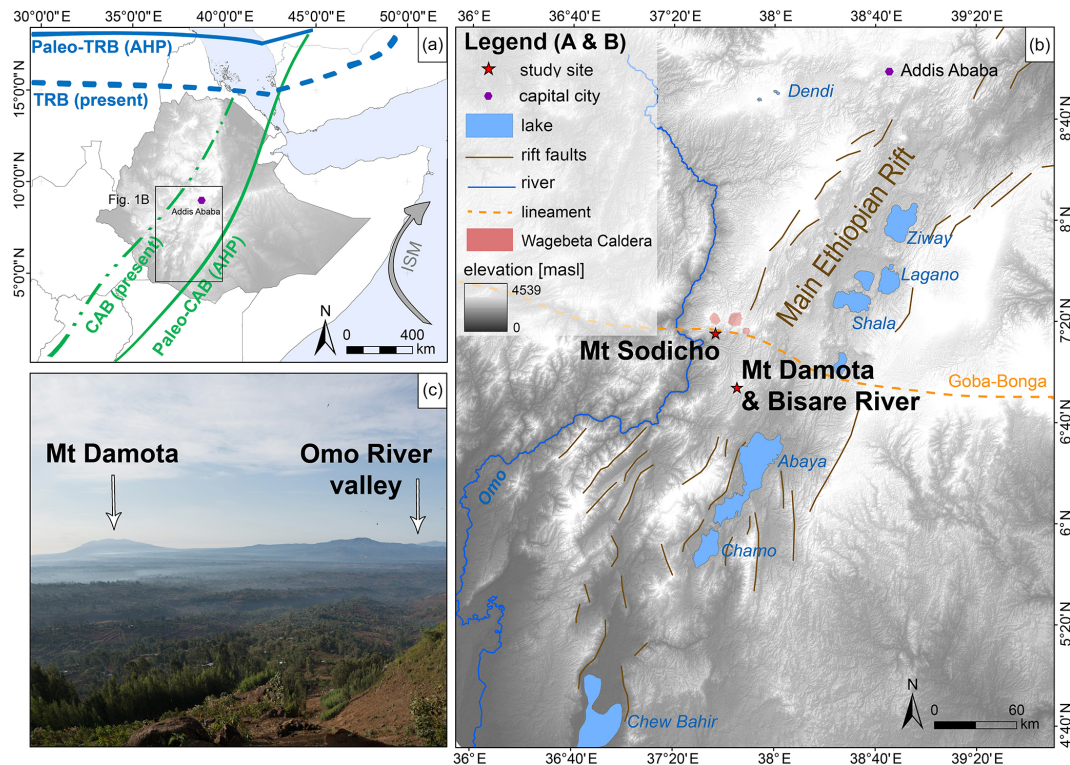 30°0'0"E
35°0'0"E
40°0'0"E
45°0'0"E
50°0'0"E
(a)
Paleo-TRB (AHP)
TRB (present)
15°0'0"N
10°0'0"N
5°0'0"N
Fig. 1B
Addis Ababa
CAB (present)
Paleo-CAB (AHP)
ISM
N
0 400
km
(c)
Mt Damota
Omo River
valley
36°E
36°40'E
37°20'E
38°E
38°40'E
39°20'E
(b)
Legend (A & B)
study site
capital city
lake
rift faults
river
lineament
Wagebeta Caldera
elevation [masl]
4539
0
Addis Ababa
Dendi
Main Ethiopian Rift
Ziway
Lagano
Shala
Mt Sodicho
Mt Damota
& Bisare River
Goba-Bonga
Omo
Abaya
Chamo
Chew Bahir
N
0 60
km
8°40'N
8°N
7°20'N
6°40'N
6°N
5°20'N
4°40'N
36°E
36°40'E
37°20'E
38°E
38°40'E
39°20'E